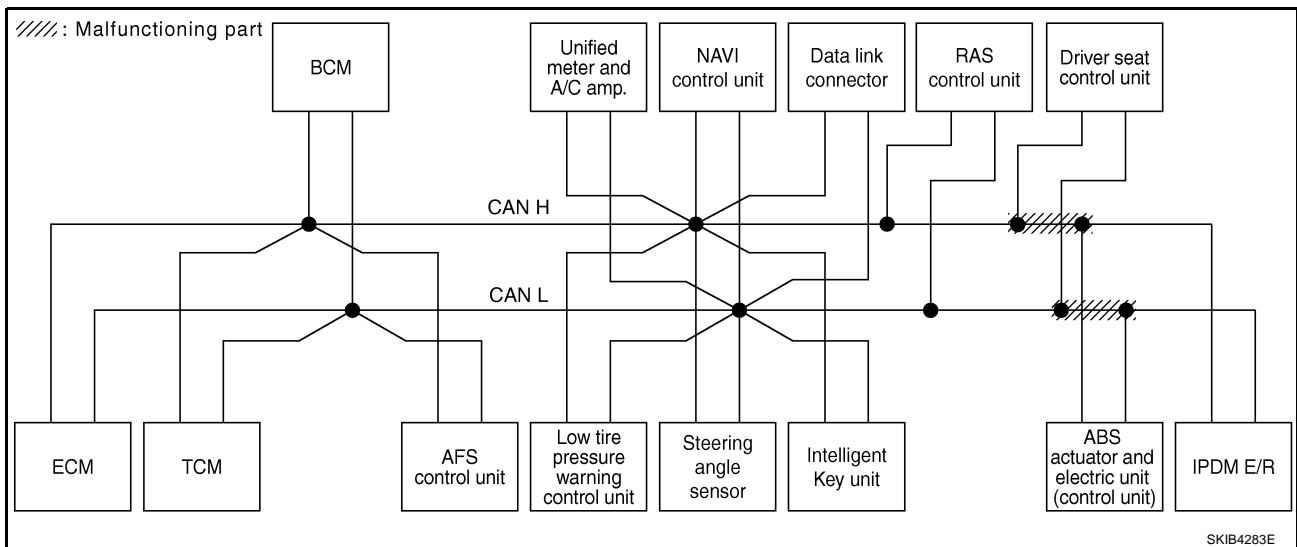 : Malfunctioning part
BCM
Unified
meter and
A/C amp.
NAVI
control unit
Data link
connector
RAS
control unit
Driver seat
control unit
CAN H
CAN L
ECM
TCM
AFS
control unit
Low tire
pressure
warning
control unit
Steering
angle
sensor
Intelligent
Key unit
ABS
actuator and
electric unit
(control unit)
IPDM E/R
SKIB4283E